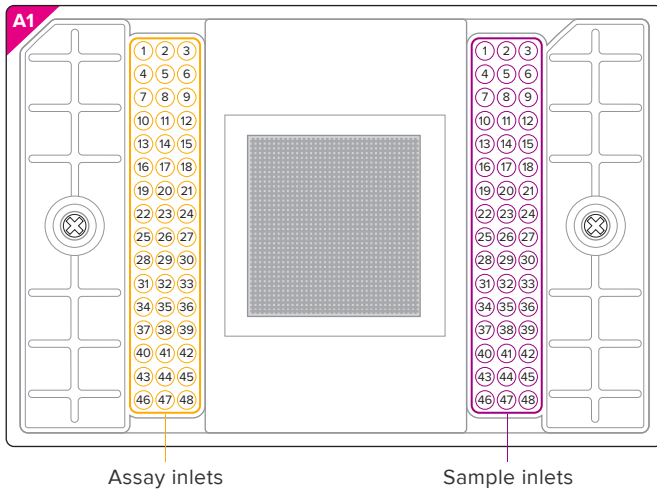 A1
1 2 3 1 2 3
4 5 6 4 5 6
7 8 9 7 8 9
10 11 12 10 11 12
13 14 15 13 14 15
16 17 18 16 17 18
19 20 21 19 20 21
22 23 24 22 23 24
25 26 27 25 26 27
28 29 30 28 29 30
31 32 33 31 32 33
34 35 36 34 35 36
37 38 39 37 38 39
40 41 42 40 41 42
43 44 45 43 44 45
46 47 48 46 47 48
Assay inlets Sample inlets